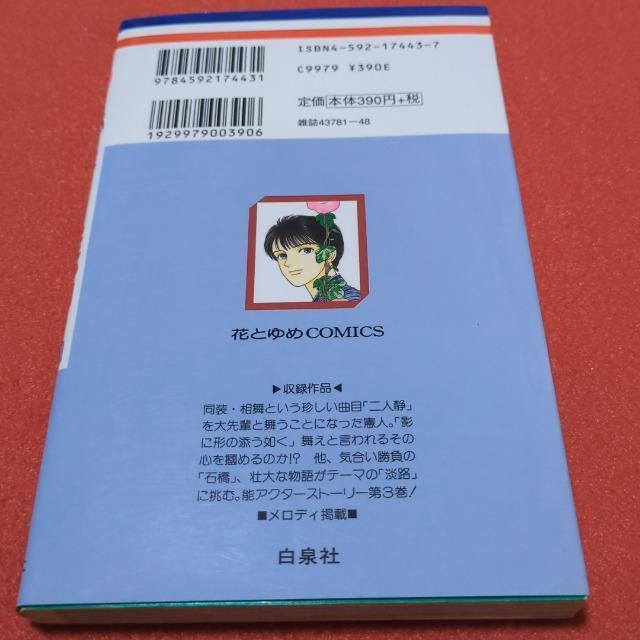 9784592174431
ISBN4-592-17443-7
C9979 ¥390E
1929979003906
定価 本体390円+税
雑誌43781-48
花とゆめCOMICS
▶収録作品◀
同装・相舞という珍しい曲目「二人静」
を大先輩と舞うことになった憲人。「影
に形の添う如く」舞えと言われるその
心を摑めるのか!? 他、気合い勝負の
「石橋」、壮大な物語がテーマの「淡路」
に挑む。能アクターストーリー第3巻!
■メロディ掲載■
白泉社